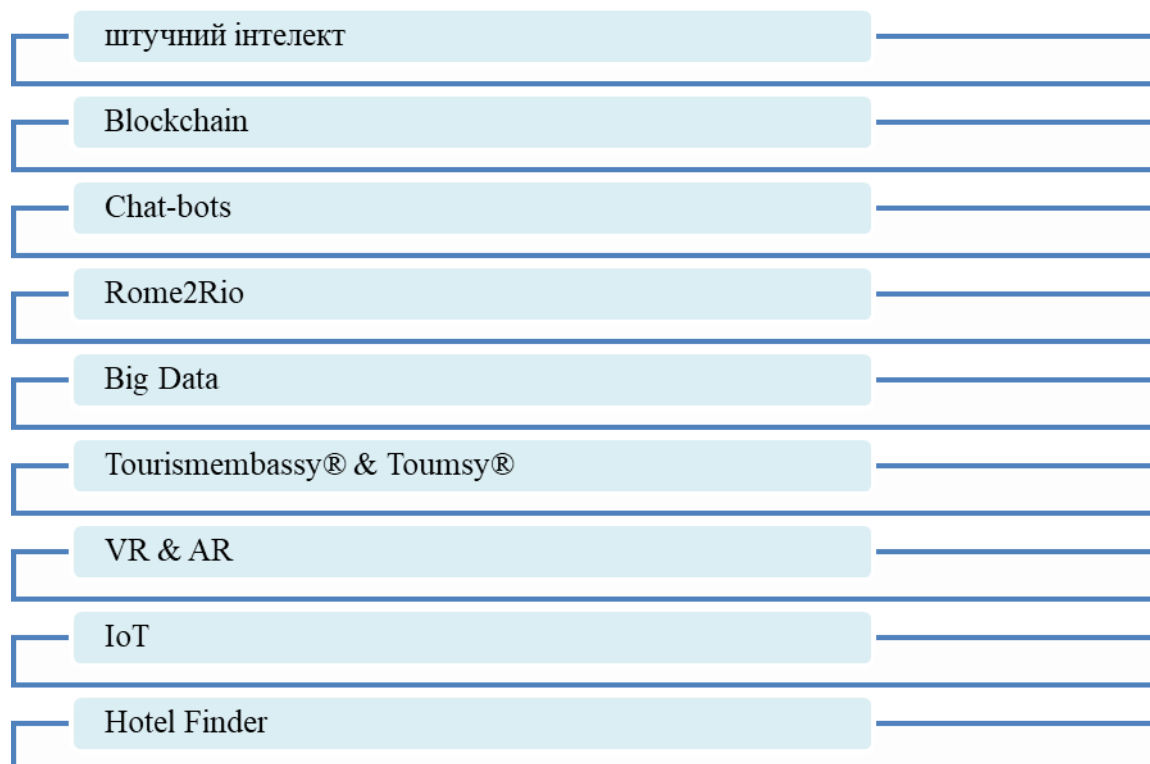 штучний інтелект
Blockchain
Chat-bots
Rome2Rio
Big Data
Tourismembassy® & Toumsy®
VR & AR
IoT
Hotel Finder